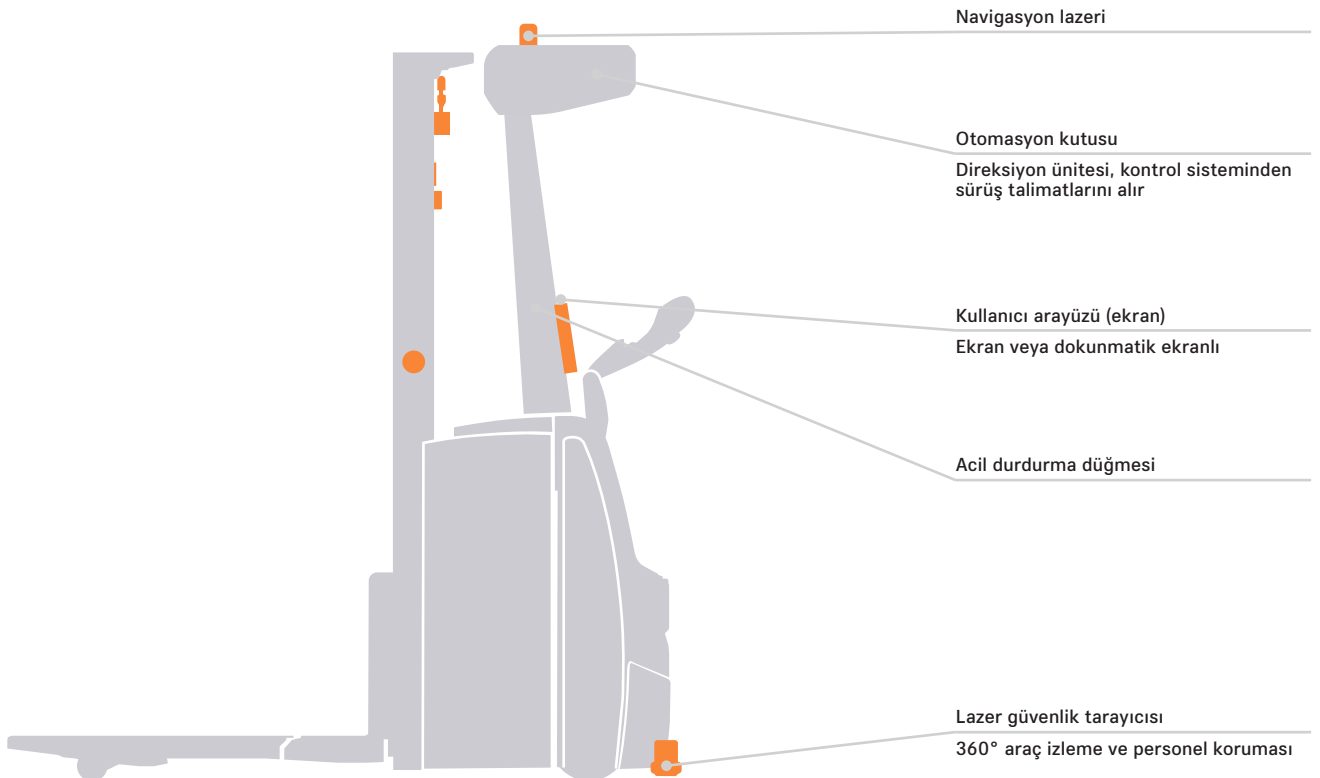 Navigasyon lazeri
Otomasyon kutusu
Direksiyon ünitesi, kontrol sisteminden
sürüş talimatlarını alır
Kullanıcı arayüzü (ekran)
Ekran veya dokunmatik ekranlı
Acil durdurma düğmesi
Lazer güvenlik tarayıcısı
360° araç izleme ve personel koruması